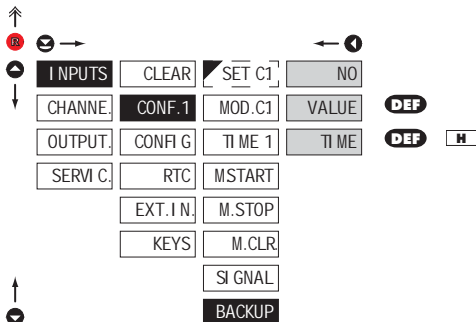 R
INPUTS CLEAR SET C1 NO
CHANNE. CONF.1 MOD.C1 VALUE DEF
OUTPUT. CONFIG TIME 1 TIME DEF H
SERVIC. RTC MSTART
EXT.IN. M.STOP
KEYS M.CLR.
SIGNAL
BACKUP